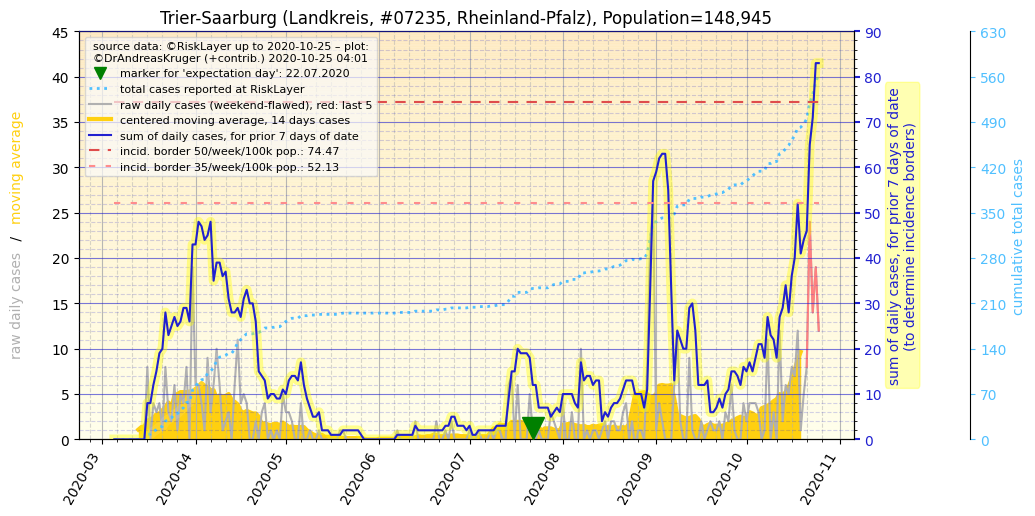 Trier-Saarburg (Landkreis, #07235, Rheinland-Pfalz), Population=148,945
source data: ©RiskLayer up to 2020-10-25 – plot:
©DrAndreasKruger (+contrib.) 2020-10-25 04:01
marker for 'expectation day': 22.07.2020
total cases reported at RiskLayer
raw daily cases (weekend-flawed), red: last 5
centered moving average, 14 days cases
sum of daily cases, for prior 7 days of date
incid. border 50/week/100k pop.: 74.47
incid. border 35/week/100k pop.: 52.13
raw daily cases / moving average
45
40
35
30
25
20
15
10
5
0
2020-03
2020-04
2020-05
2020-06
2020-07
2020-08
2020-09
2020-10
2020-11
90
80
70
60
50
40
30
20
10
0
sum of daily cases, for prior 7 days of date
(to determine incidence borders)
630
560
490
420
350
280
210
140
70
0
cumulative total cases